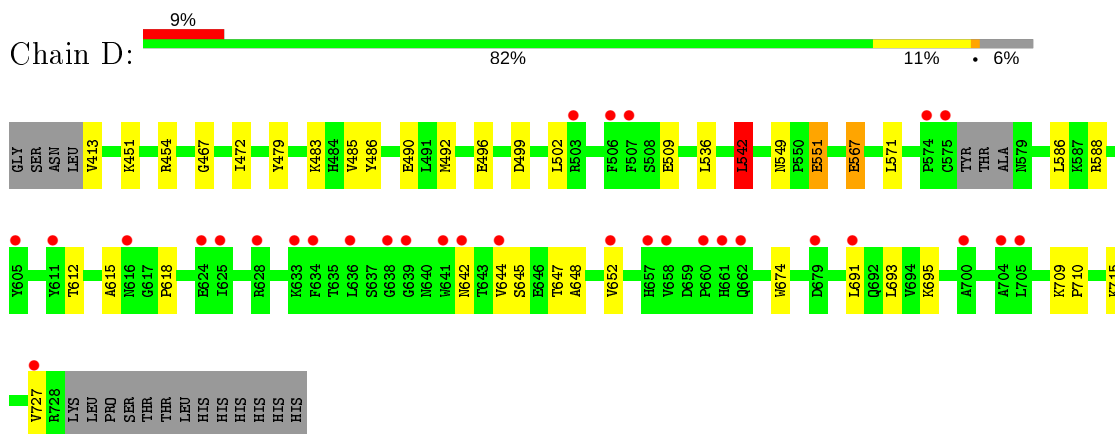 9%
Chain D:
82% 11% • 6%
GLY SER ASN LEU V413 K451 R454 G467 I472 Y479 K483 H484 V485 Y486 E490 L491 M492 E496 D499 L502 R503 F506 F507 S508 E509 L536 L542 N549 P550 E551 E567 L571 P574 C575 TYR THR ALA N579 L586 K587 R588
Y605 Y611 T612 A615 N616 G617 P618 E624 I625 R628 K633 F634 T635 L636 S637 G638 G639 N640 W641 N642 T643 V644 S645 E646 T647 A648 V652 H657 V658 D659 P660 H661 Q662 W674 D679 L691 Q692 L693 V694 K695 A700 A704 L705 K709 P710 K715
V727 R728 LYS LEU PRO SER THR THR LEU HIS HIS HIS HIS HIS HIS